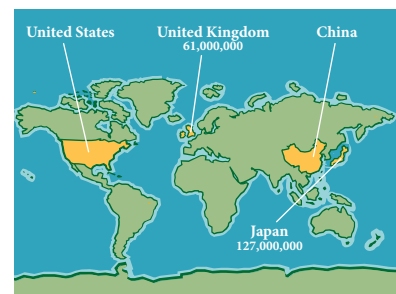 United States
United Kingdom
61,000,000
China
Japan
127,000,000